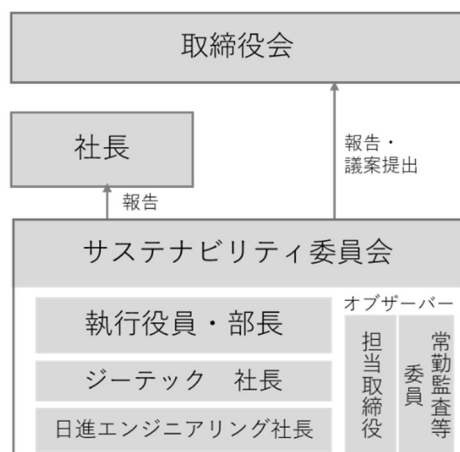 取締役会
社長
報告・
議案提出
報告
サステナビリティ委員会
オブザーバー
執行役員・部長
ジーテック　社長
日進エンジニアリング社長
担当取締役
常勤監査等
委員